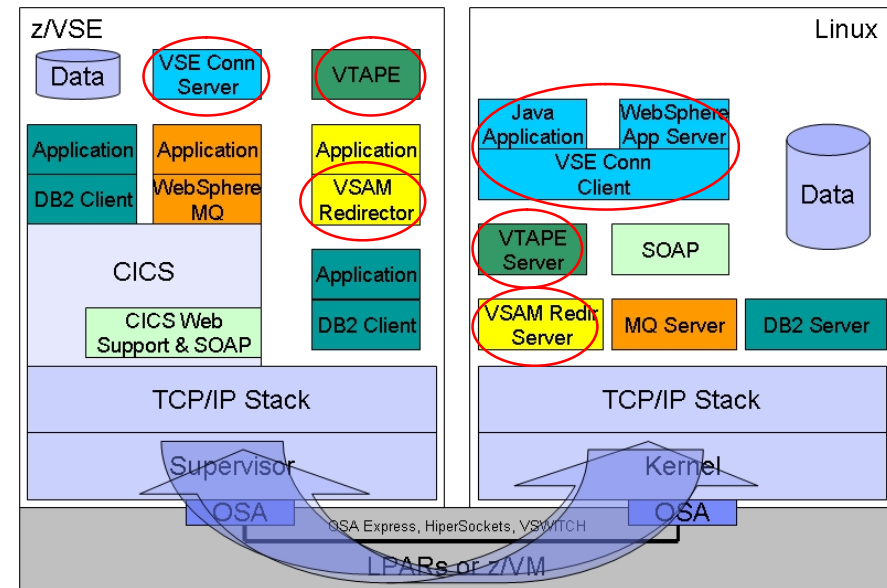 z/VSE
Data
VSE Conn
Server
VTAPE
Application
DB2 Client
Application
WebSphere
MQ
Application
VSAM
Redirector
CICS
CICS Web
Support & SOAP
Application
DB2 Client
TCP/IP Stack
Supervisor
OSA
Linux
Java
Application
WebSphere
App Server
VSE Conn
Client
Data
VTAPE
Server
SOAP
VSAM Redir
Server
MQ Server
DB2 Server
TCP/IP Stack
Kernel
OSA
OSA Express, HiperSockets, VSWITCH
LPARs or z/VM